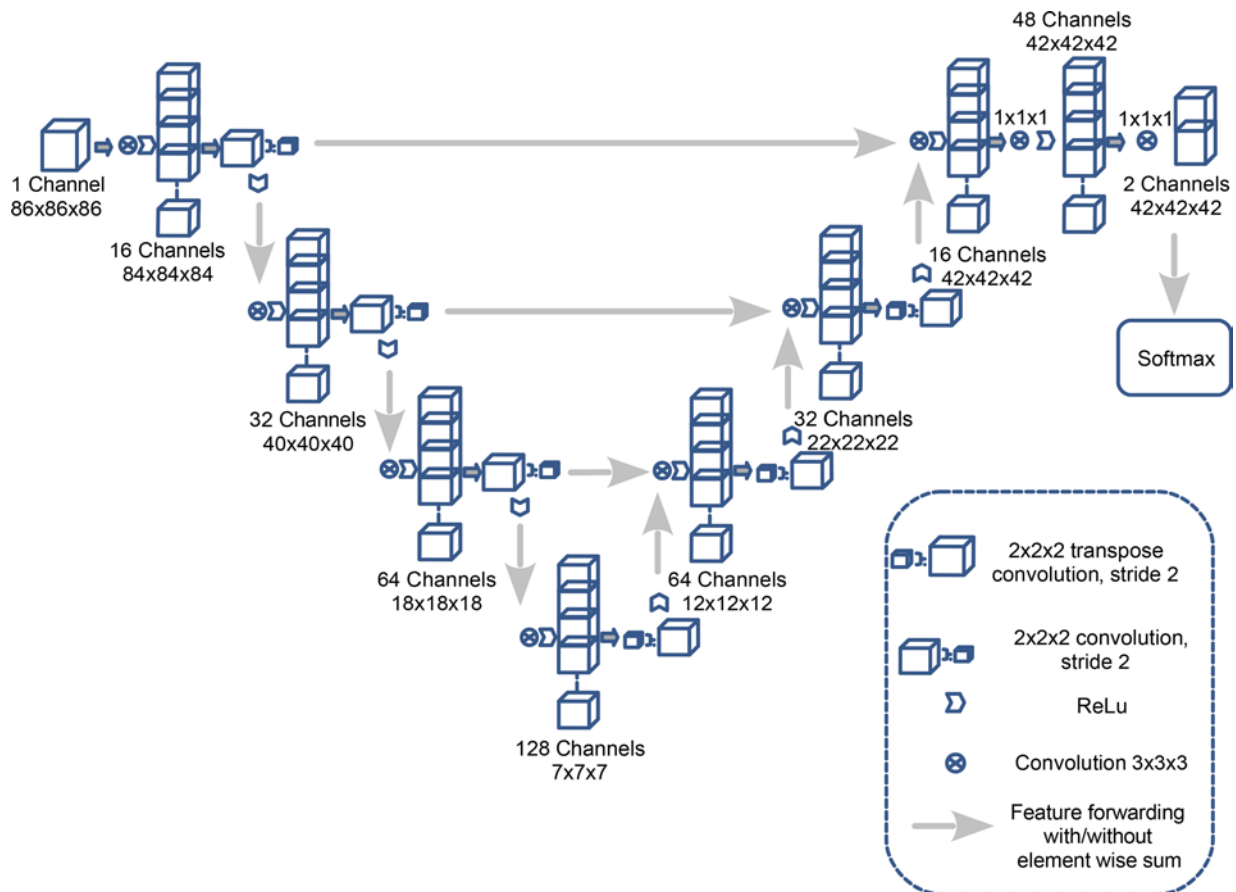 48 Channels
42x42x42
1x1x1
1x1x1
1 Channel
86x86x86
2 Channels
42x42x42
16 Channels
84x84x84
16 Channels
42x42x42
Softmax
32 Channels
40x40x40
32 Channels
22x22x22
64 Channels
18x18x18
64 Channels
12x12x12
128 Channels
7x7x7
2x2x2 transpose
convolution, stride 2
2x2x2 convolution,
stride 2
ReLu
Convolution 3x3x3
Feature forwarding
with/without
element wise sum